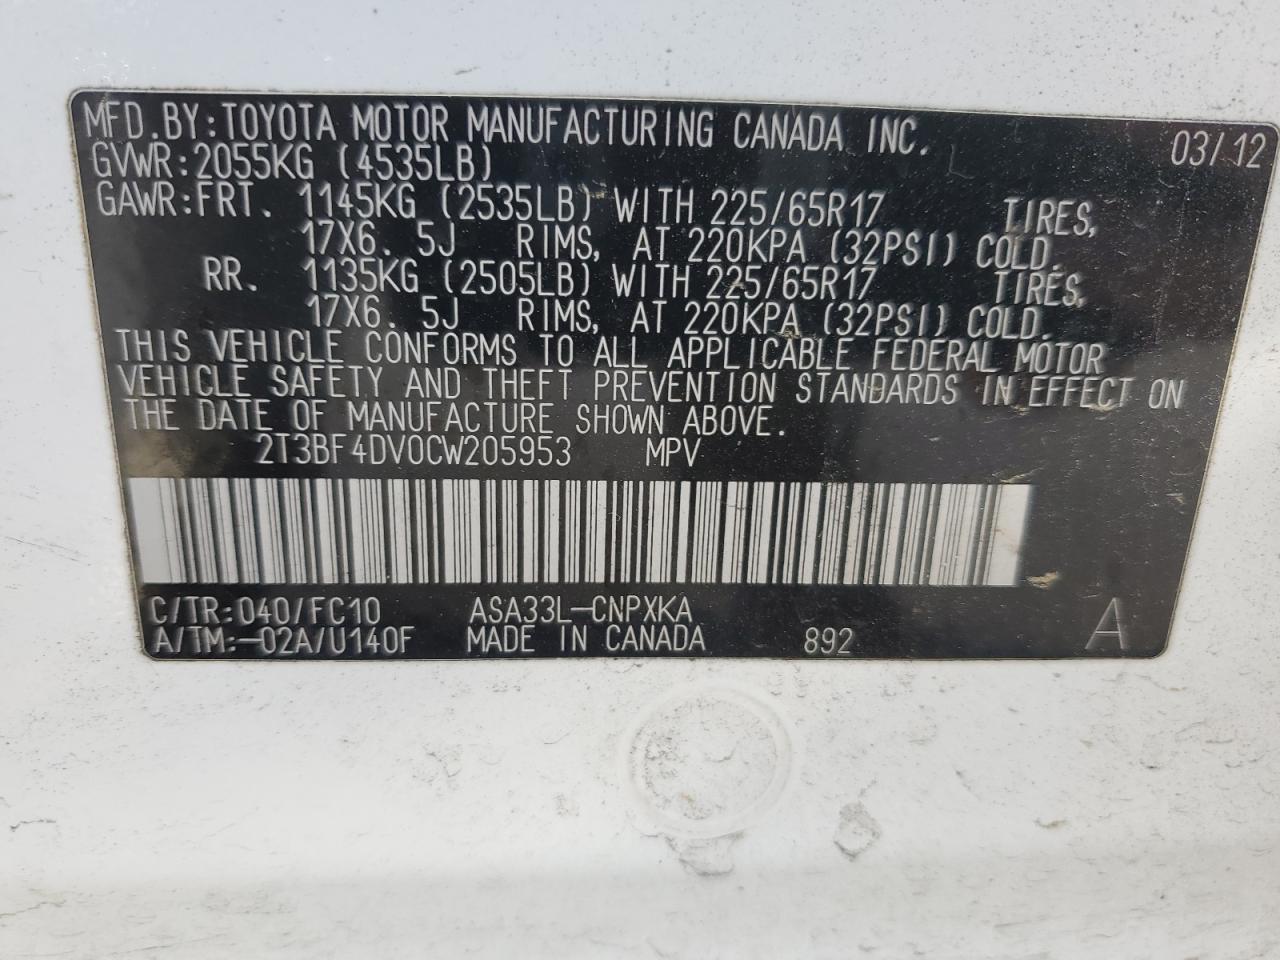 MFD.BY:TOYOTA MOTOR MANUFACTURING CANADA INC. 03/12
GVWR:2055KG (4535LB)
GAWR:FRT. 1145KG (2535LB) WITH 225/65R17 TIRES,
17X6.5J RIMS, AT 220KPA (32PSI) COLD.
RR. 1135KG (2505LB) WITH 225/65R17 TIRES,
17X6.5J RIMS, AT 220KPA (32PSI) COLD.
THIS VEHICLE CONFORMS TO ALL APPLICABLE FEDERAL MOTOR
VEHICLE SAFETY AND THEFT PREVENTION STANDARDS IN EFFECT ON
THE DATE OF MANUFACTURE SHOWN ABOVE.
2T3BF4DV0CW205953 MPV
C/TR:040/FC10 ASA33L-CNPXKA
A/TM:-02A/U140F MADE IN CANADA 892 A